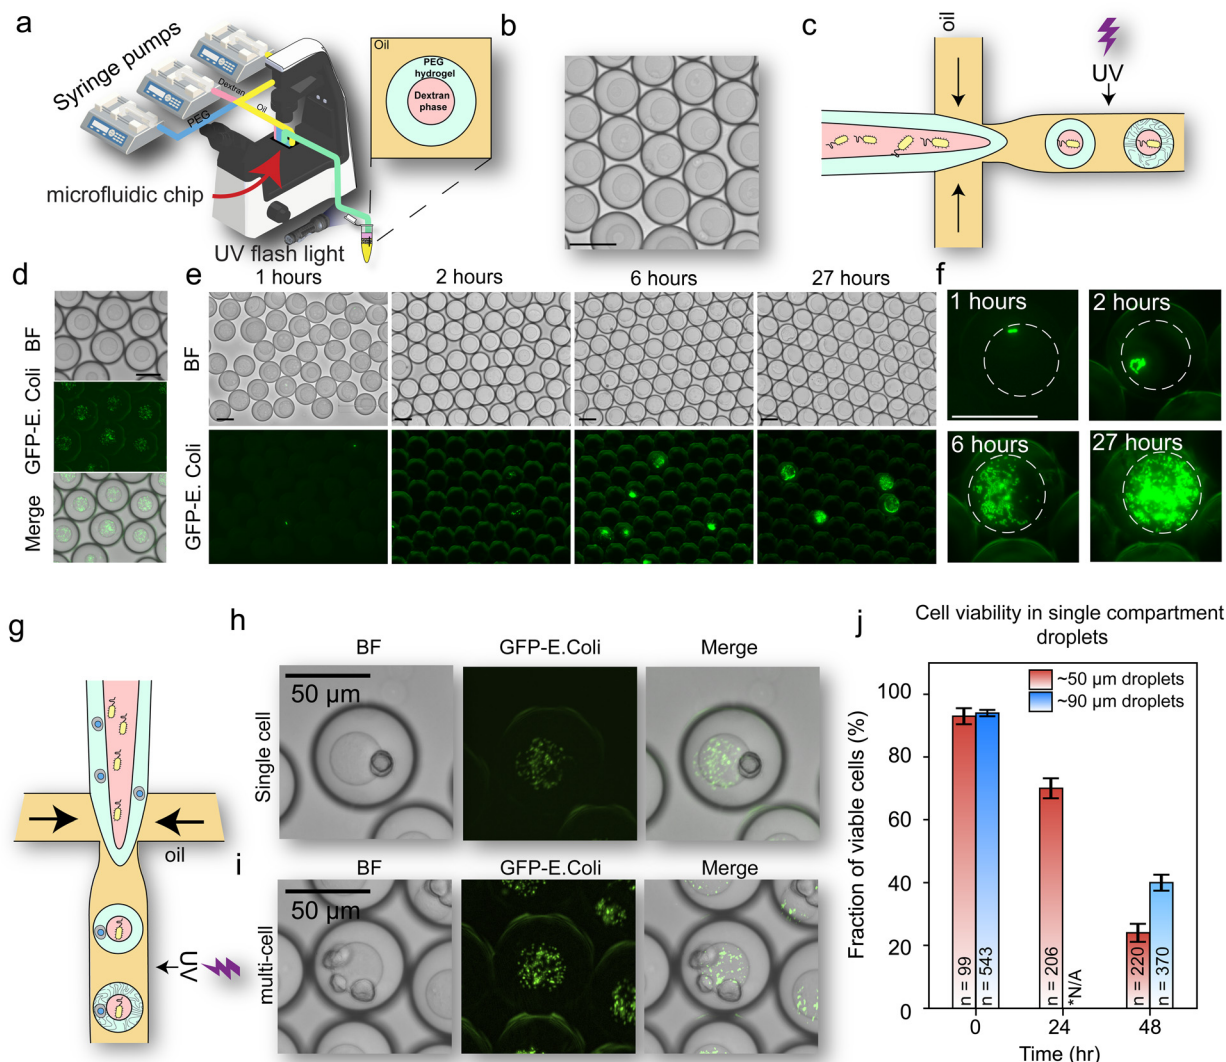 a
Syringe pumps
Dextran
Oil
PEG
microfluidic chip
UV flash light
Oil
PEG
hydrogel
Dextran
phase
b
c
oil
UV
d
BF
GFP-E. Coli
Merge
e
1 hours
2 hours
6 hours
27 hours
BF
GFP-E. Coli
f
1 hours
2 hours
6 hours
27 hours
g
oil
UV
h
BF
GFP-E.Coli
Merge
Single cell
50 µm
i
BF
GFP-E.Coli
Merge
multi-cell
50 µm
j
Cell viability in single compartment
droplets
~50 µm droplets
~90 µm droplets
Fraction of viable cells (%)
100
80
60
40
20
0
n = 99
n = 543
n = 206
*N/A
n = 220
n = 370
0
24
48
Time (hr)